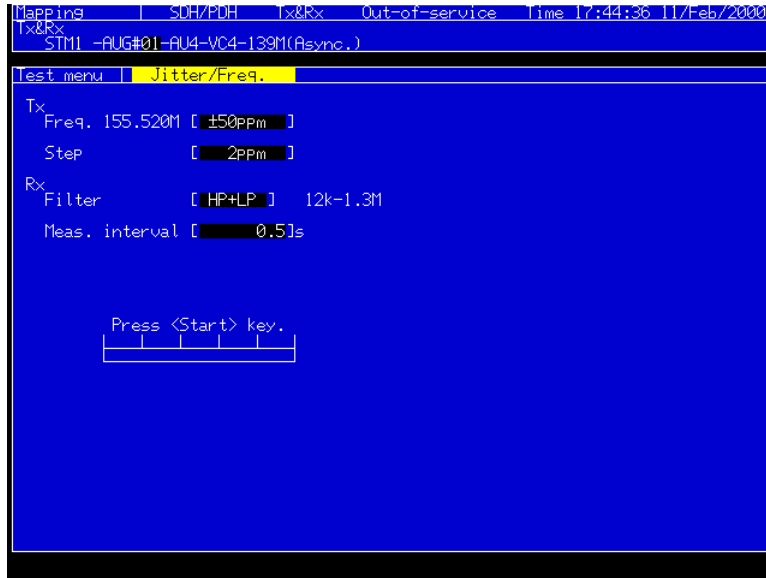 Mapping | SDH/PDH Tx&Rx Out-of-service Time 17:44:36 11/Feb/2000
Tx&Rx
STM1 -AUG#01-AU4-VC4-139M(Async.)
Test menu | Jitter/Freq.
Tx
Freq. 155.520M [ ±50ppm ]
Step [ 2ppm ]
Rx
Filter [ HP+LP ] 12k-1.3M
Meas. interval [ 0.5]s
Press <Start> key.